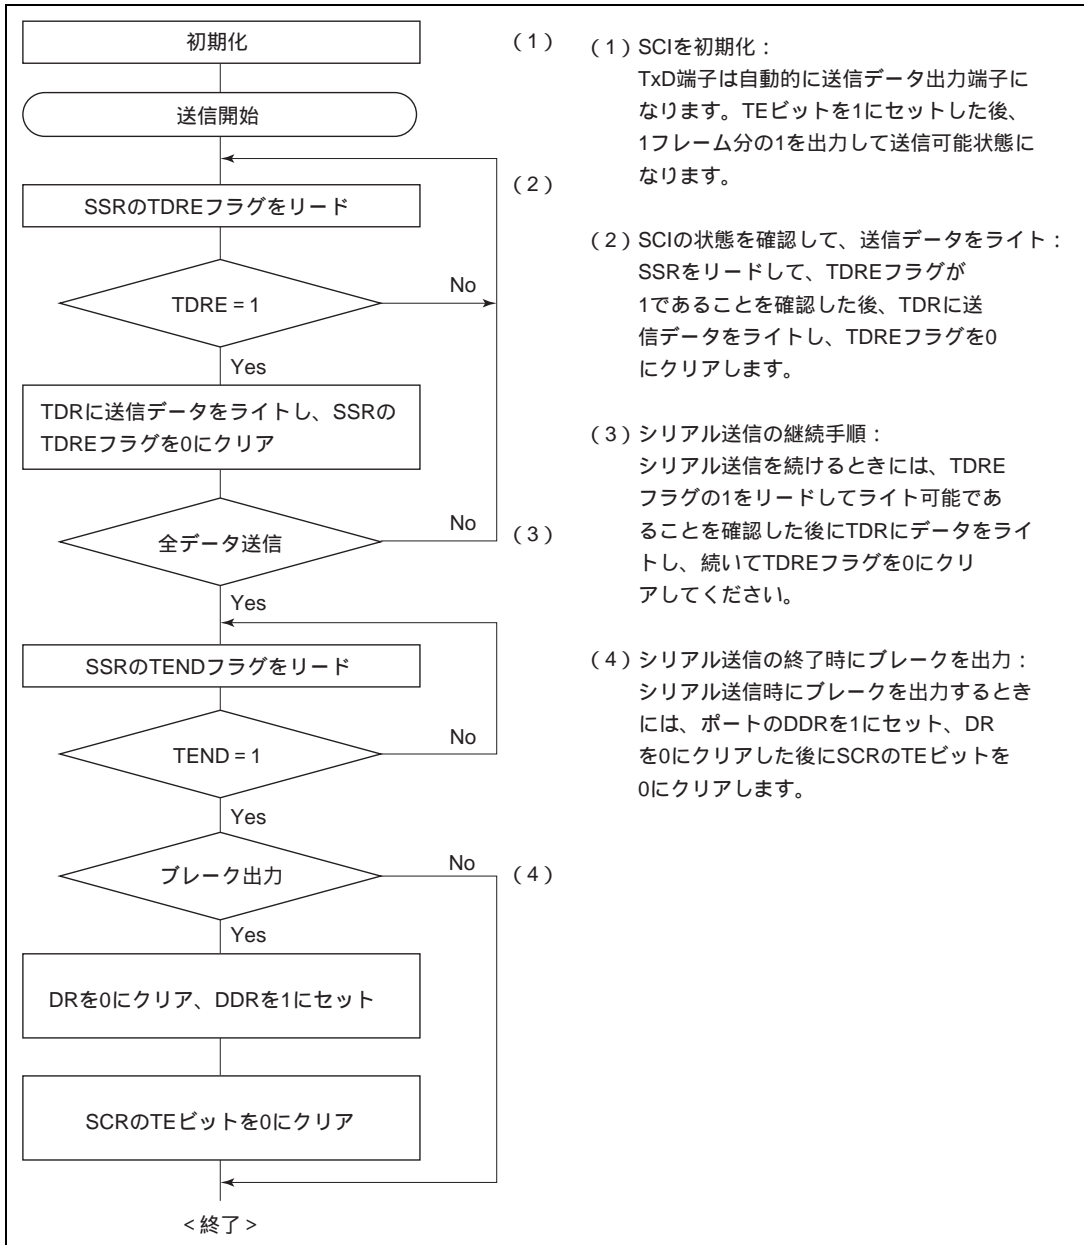 初期化
(1)
送信開始
SSRのTDREフラグをリード
(2)
TDRE = 1
No
Yes
TDRに送信データをライトし、SSRの
TDREフラグを0にクリア
全データ送信
No
(3)
Yes
SSRのTENDフラグをリード
TEND = 1
No
Yes
ブレーク出力
No
(4)
Yes
DRを0にクリア、DDRを1にセット
SCRのTEビットを0にクリア
<終了>
(1)SCIを初期化:
TxD端子は自動的に送信データ出力端子に
なります。TEビットを1にセットした後、
1フレーム分の1を出力して送信可能状態に
なります。
(2)SCIの状態を確認して、送信データをライト:
SSRをリードして、TDREフラグが
1であることを確認した後、TDRに送
信データをライトし、TDREフラグを0
にクリアします。
(3)シリアル送信の継続手順:
シリアル送信を続けるときには、TDRE
フラグの1をリードしてライト可能であ
ることを確認した後にTDRにデータをライ
トし、続いてTDREフラグを0にクリ
アしてください。
(4)シリアル送信の終了時にブレークを出力:
シリアル送信時にブレークを出力するとき
には、ポートのDDRを1にセット、DR
を0にクリアした後にSCRのTEビットを
0にクリアします。